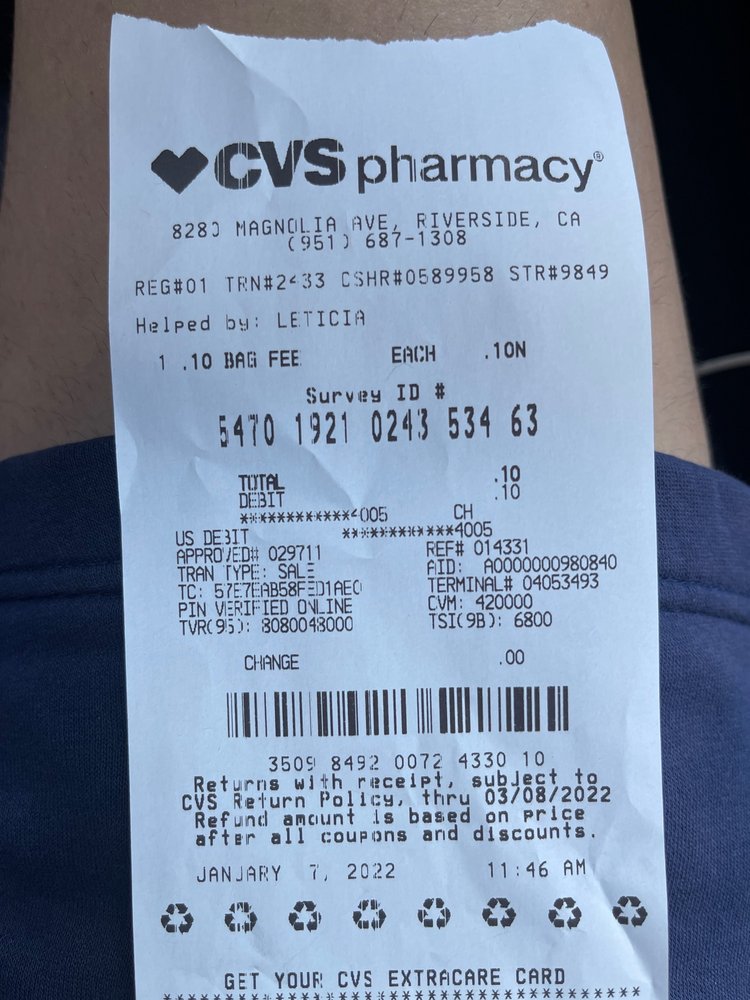 CVS pharmacy®
8280 MAGNOLIA AVE, RIVERSIDE, CA
(951) 687-1308
REG#01 TRN#2433 CSHR#0589958 STR#9849
Helped by: LETICIA
1 .10 BAG FEE EACH .10N
Survey ID #
5470 1921 0243 534 63
TOTAL .10
DEBIT .10
************4005 CH
US DEBIT ************4005
APPROVED# 029711 REF# 014331
TRAN TYPE: SALE AID: A0000000980840
TC: 57E7EAB58FED1AEC TERMINAL# 04053493
PIN VERIFIED ONLINE CVM: 420000
TVR(95): 8080048000 TSI(9B): 6800
CHANGE .00
3509 8492 0072 4330 10
Returns with receipt, subject to
CVS Return Policy, thru 03/08/2022
Refund amount is based on price
after all coupons and discounts.
JANUARY 7, 2022 11:46 AM
GET YOUR CVS EXTRACARE CARD
****************************************